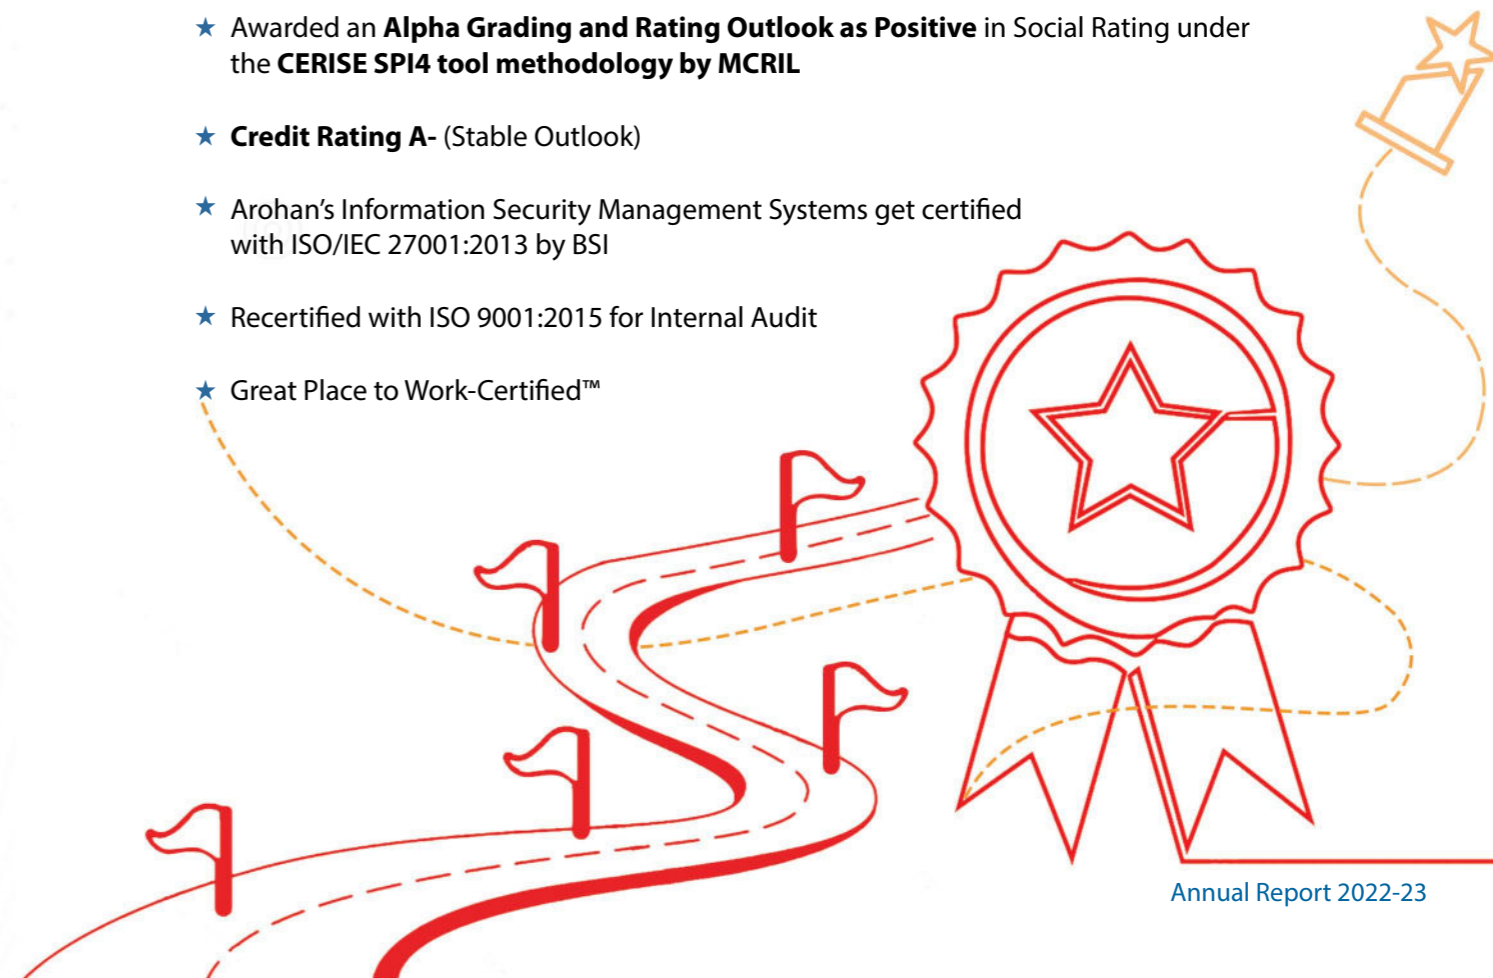 ★ Awarded an Alpha Grading and Rating Outlook as Positive in Social Rating under
the CERISE SPI4 tool methodology by MCRIL
★ Credit Rating A- (Stable Outlook)
★ Arohan’s Information Security Management Systems get certified
with ISO/IEC 27001:2013 by BSI
★ Recertified with ISO 9001:2015 for Internal Audit
★ Great Place to Work-Certified™
Annual Report 2022-23